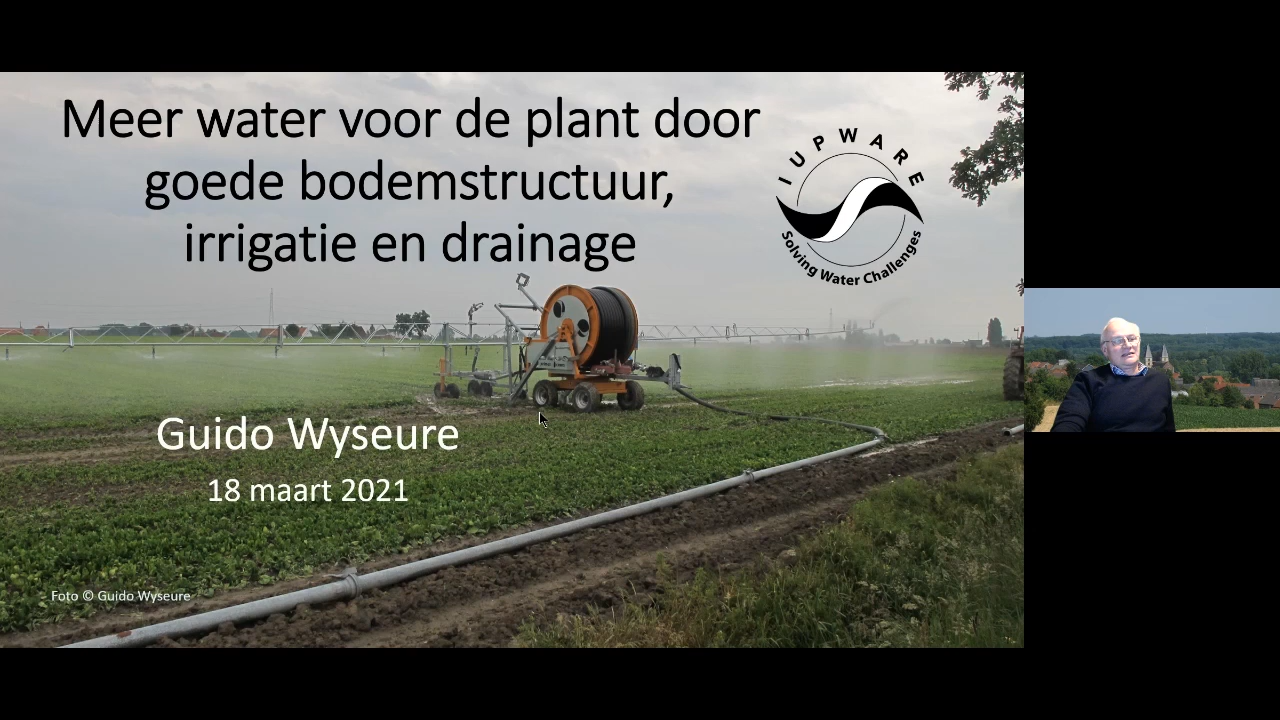 Meer water voor de plant door
goede bodemstructuur,
irrigatie en drainage
IUPWARE
Solving Water Challenges
Guido Wyseure
18 maart 2021
Foto © Guido Wyseure